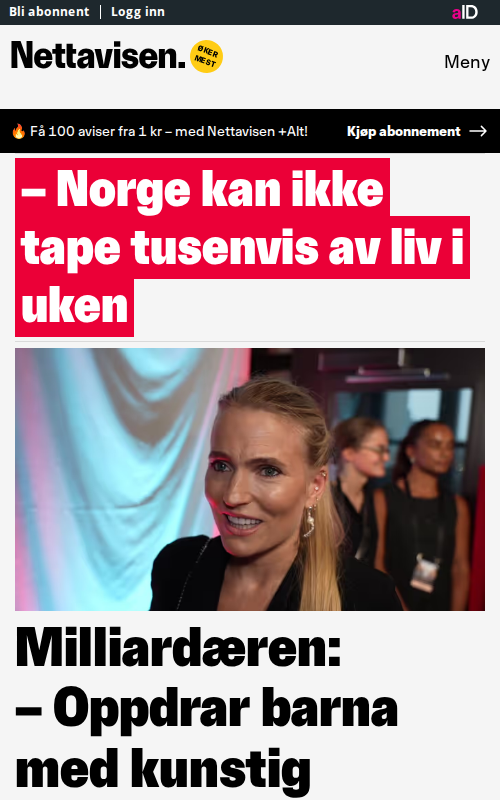 Bli abonnent | Logg inn
aID
Nettavisen.
ØKER
MEST
Meny
🔥 Få 100 aviser fra 1 kr – med Nettavisen +Alt!
Kjøp abonnement →
– Norge kan ikke
tape tusenvis av liv i
uken
Milliardæren:
– Oppdrar barna
med kunstig